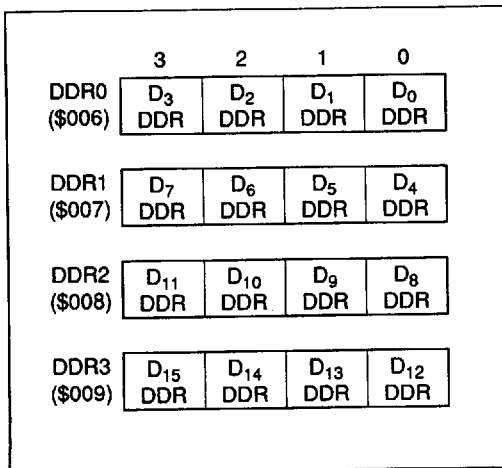 3 2 1 0
DDR0 D₃ D₂ D₁ D₀
($006) DDR DDR DDR DDR
DDR1 D₇ D₆ D₅ D₄
($007) DDR DDR DDR DDR
DDR2 D₁₁ D₁₀ D₉ D₈
($008) DDR DDR DDR DDR
DDR3 D₁₅ D₁₄ D₁₃ D₁₂
($009) DDR DDR DDR DDR